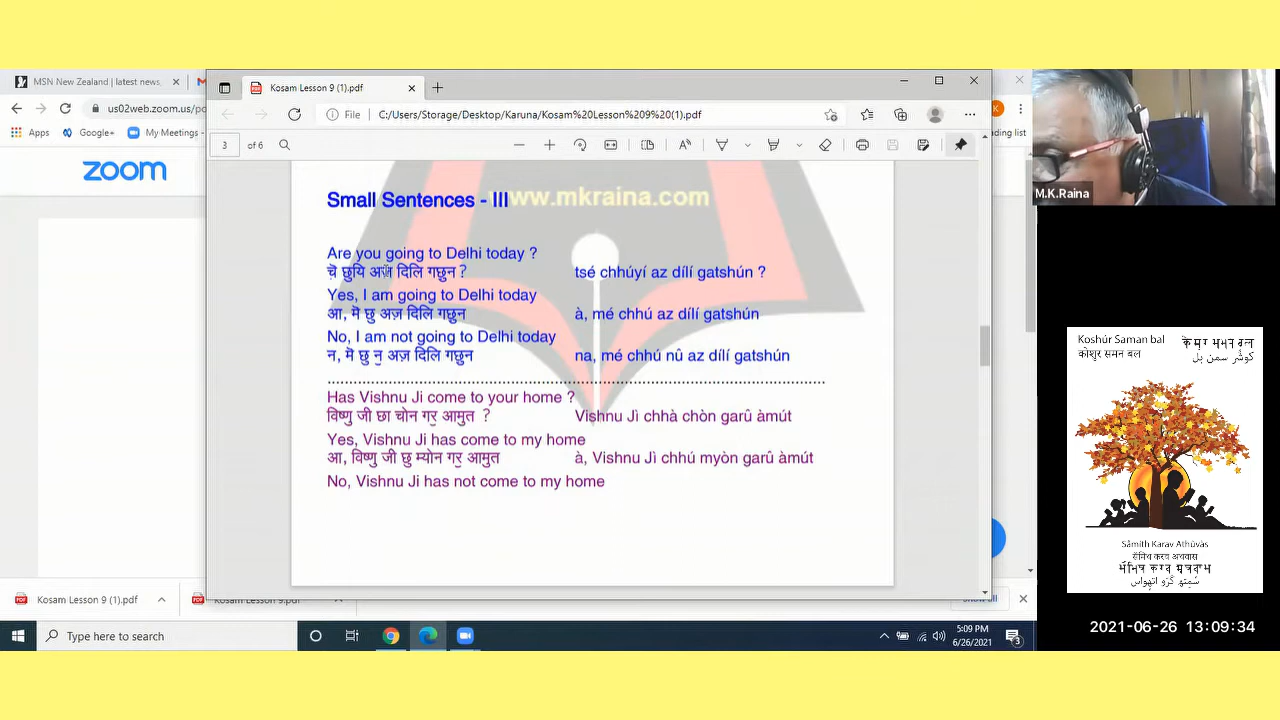 MSN New Zealand | latest news
Kosam Lesson 9 (1).pdf
us02web.zoom.us/po
File
C:/Users/Storage/Desktop/Karuna/Kosam%20Lesson%209%20(1).pdf
Apps
Google+
My Meetings -
ding list
3 of 6
zoom
M.K.Raina
www.mkraina.com
Small Sentences - III
Are you going to Delhi today ?
चॆ छुयि अज़ दिलि गछ़ुन ? tsé chhúyí az dílí gatshún ?
Yes, I am going to Delhi today
आ, मॆ छु अज़ दिलि गछ़ुन à, mé chhú az dílí gatshún
No, I am not going to Delhi today
न, मॆ छु नॖ अज़ दिलि गछ़ुन na, mé chhú nû az dílí gatshún
Has Vishnu Ji come to your home ?
विष्णु जी छा चोन गरॖ आमुत ? Vishnu Jì chhà chòn garû àmút
Yes, Vishnu Ji has come to my home
आ, विष्णु जी छु म्योन गरॖ आमुत à, Vishnu Jì chhú myòn garû àmút
No, Vishnu Ji has not come to my home
Koshúr Saman bal
कोशुर समन बल
کوشُر سمن بل
Sâmìth Karav Athûvàs
Kosam Lesson 9 (1).pdf
Kosam Lesson 9.pdf
Show all
Type here to search
5:09 PM
6/26/2021
3
2021-06-26 13:09:34